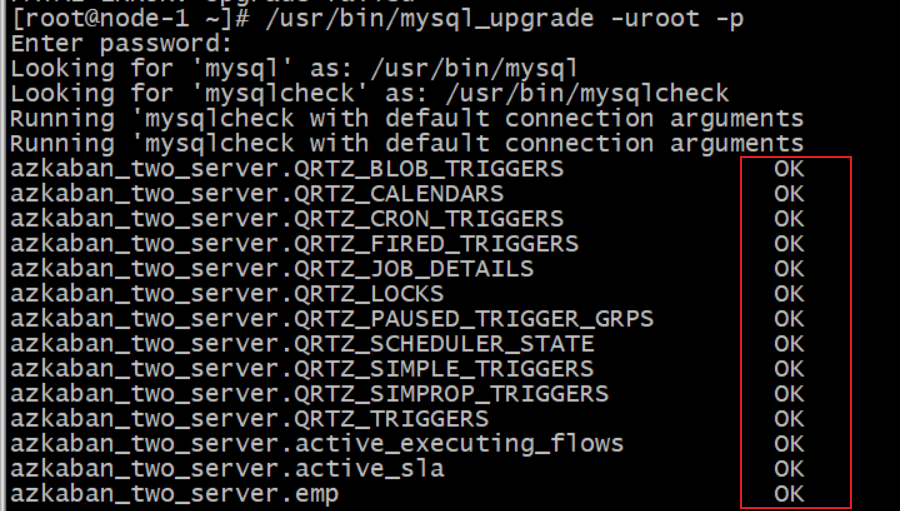 [root@node-1 ~]# /usr/bin/mysql_upgrade -uroot -p
Enter password:
Looking for 'mysql' as: /usr/bin/mysql
Looking for 'mysqlcheck' as: /usr/bin/mysqlcheck
Running 'mysqlcheck with default connection arguments
Running 'mysqlcheck with default connection arguments
azkaban_two_server.QRTZ_BLOB_TRIGGERS OK
azkaban_two_server.QRTZ_CALENDARS OK
azkaban_two_server.QRTZ_CRON_TRIGGERS OK
azkaban_two_server.QRTZ_FIRED_TRIGGERS OK
azkaban_two_server.QRTZ_JOB_DETAILS OK
azkaban_two_server.QRTZ_LOCKS OK
azkaban_two_server.QRTZ_PAUSED_TRIGGER_GRPS OK
azkaban_two_server.QRTZ_SCHEDULER_STATE OK
azkaban_two_server.QRTZ_SIMPLE_TRIGGERS OK
azkaban_two_server.QRTZ_SIMPROP_TRIGGERS OK
azkaban_two_server.QRTZ_TRIGGERS OK
azkaban_two_server.active_executing_flows OK
azkaban_two_server.active_sla OK
azkaban_two_server.emp OK